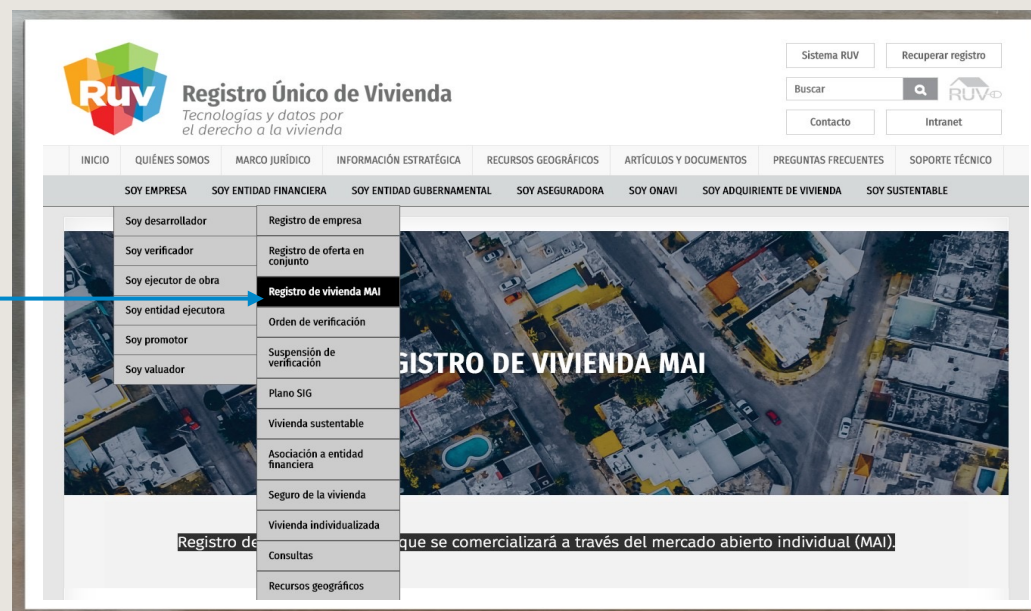 Ruv
Registro Único de Vivienda
Tecnologías y datos por
el derecho a la vivienda
Sistema RUV
Recuperar registro
Buscar
RUV
Contacto
Intranet
INICIO
QUIÉNES SOMOS
MARCO JURÍDICO
INFORMACIÓN ESTRATÉGICA
RECURSOS GEOGRÁFICOS
ARTÍCULOS Y DOCUMENTOS
PREGUNTAS FRECUENTES
SOPORTE TÉCNICO
SOY EMPRESA
SOY ENTIDAD FINANCIERA
SOY ENTIDAD GUBERNAMENTAL
SOY ASEGURADORA
SOY ONAVI
SOY ADQUIRIENTE DE VIVIENDA
SOY SUSTENTABLE
Soy desarrollador
Soy verificador
Soy ejecutor de obra
Soy entidad ejecutora
Soy promotor
Soy valuador
Registro de empresa
Registro de oferta en
conjunto
Registro de vivienda MAI
Orden de verificación
Suspensión de
verificación
Plano SIG
Vivienda sustentable
Asociación a entidad
financiera
Seguro de la vivienda
Vivienda individualizada
Consultas
Recursos geográficos
GISTRO DE VIVIENDA MAI
Registro de que se comercializará a través del mercado abierto individual (MAI).